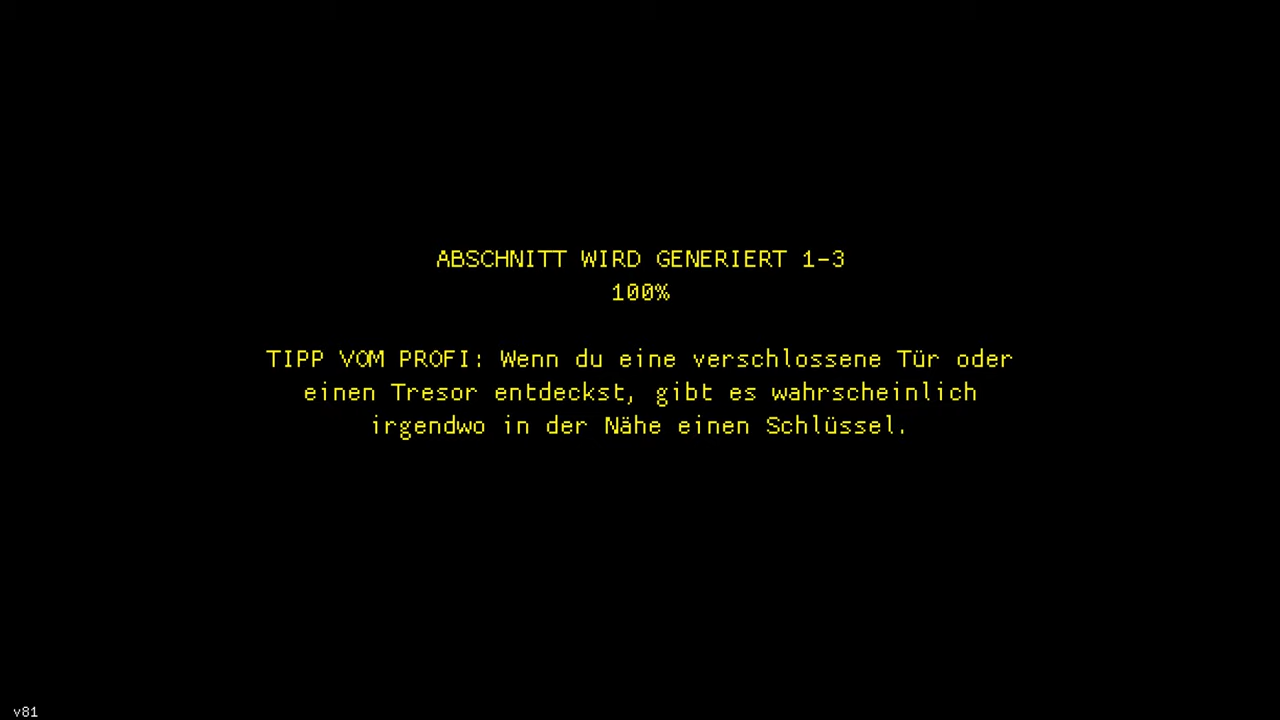 ABSCHNITT WIRD GENERIERT 1-3
100%
TIPP VOM PROFI: Wenn du eine verschlossene Tür oder
einen Tresor entdeckst, gibt es wahrscheinlich
irgendwo in der Nähe einen Schlüssel.
v81